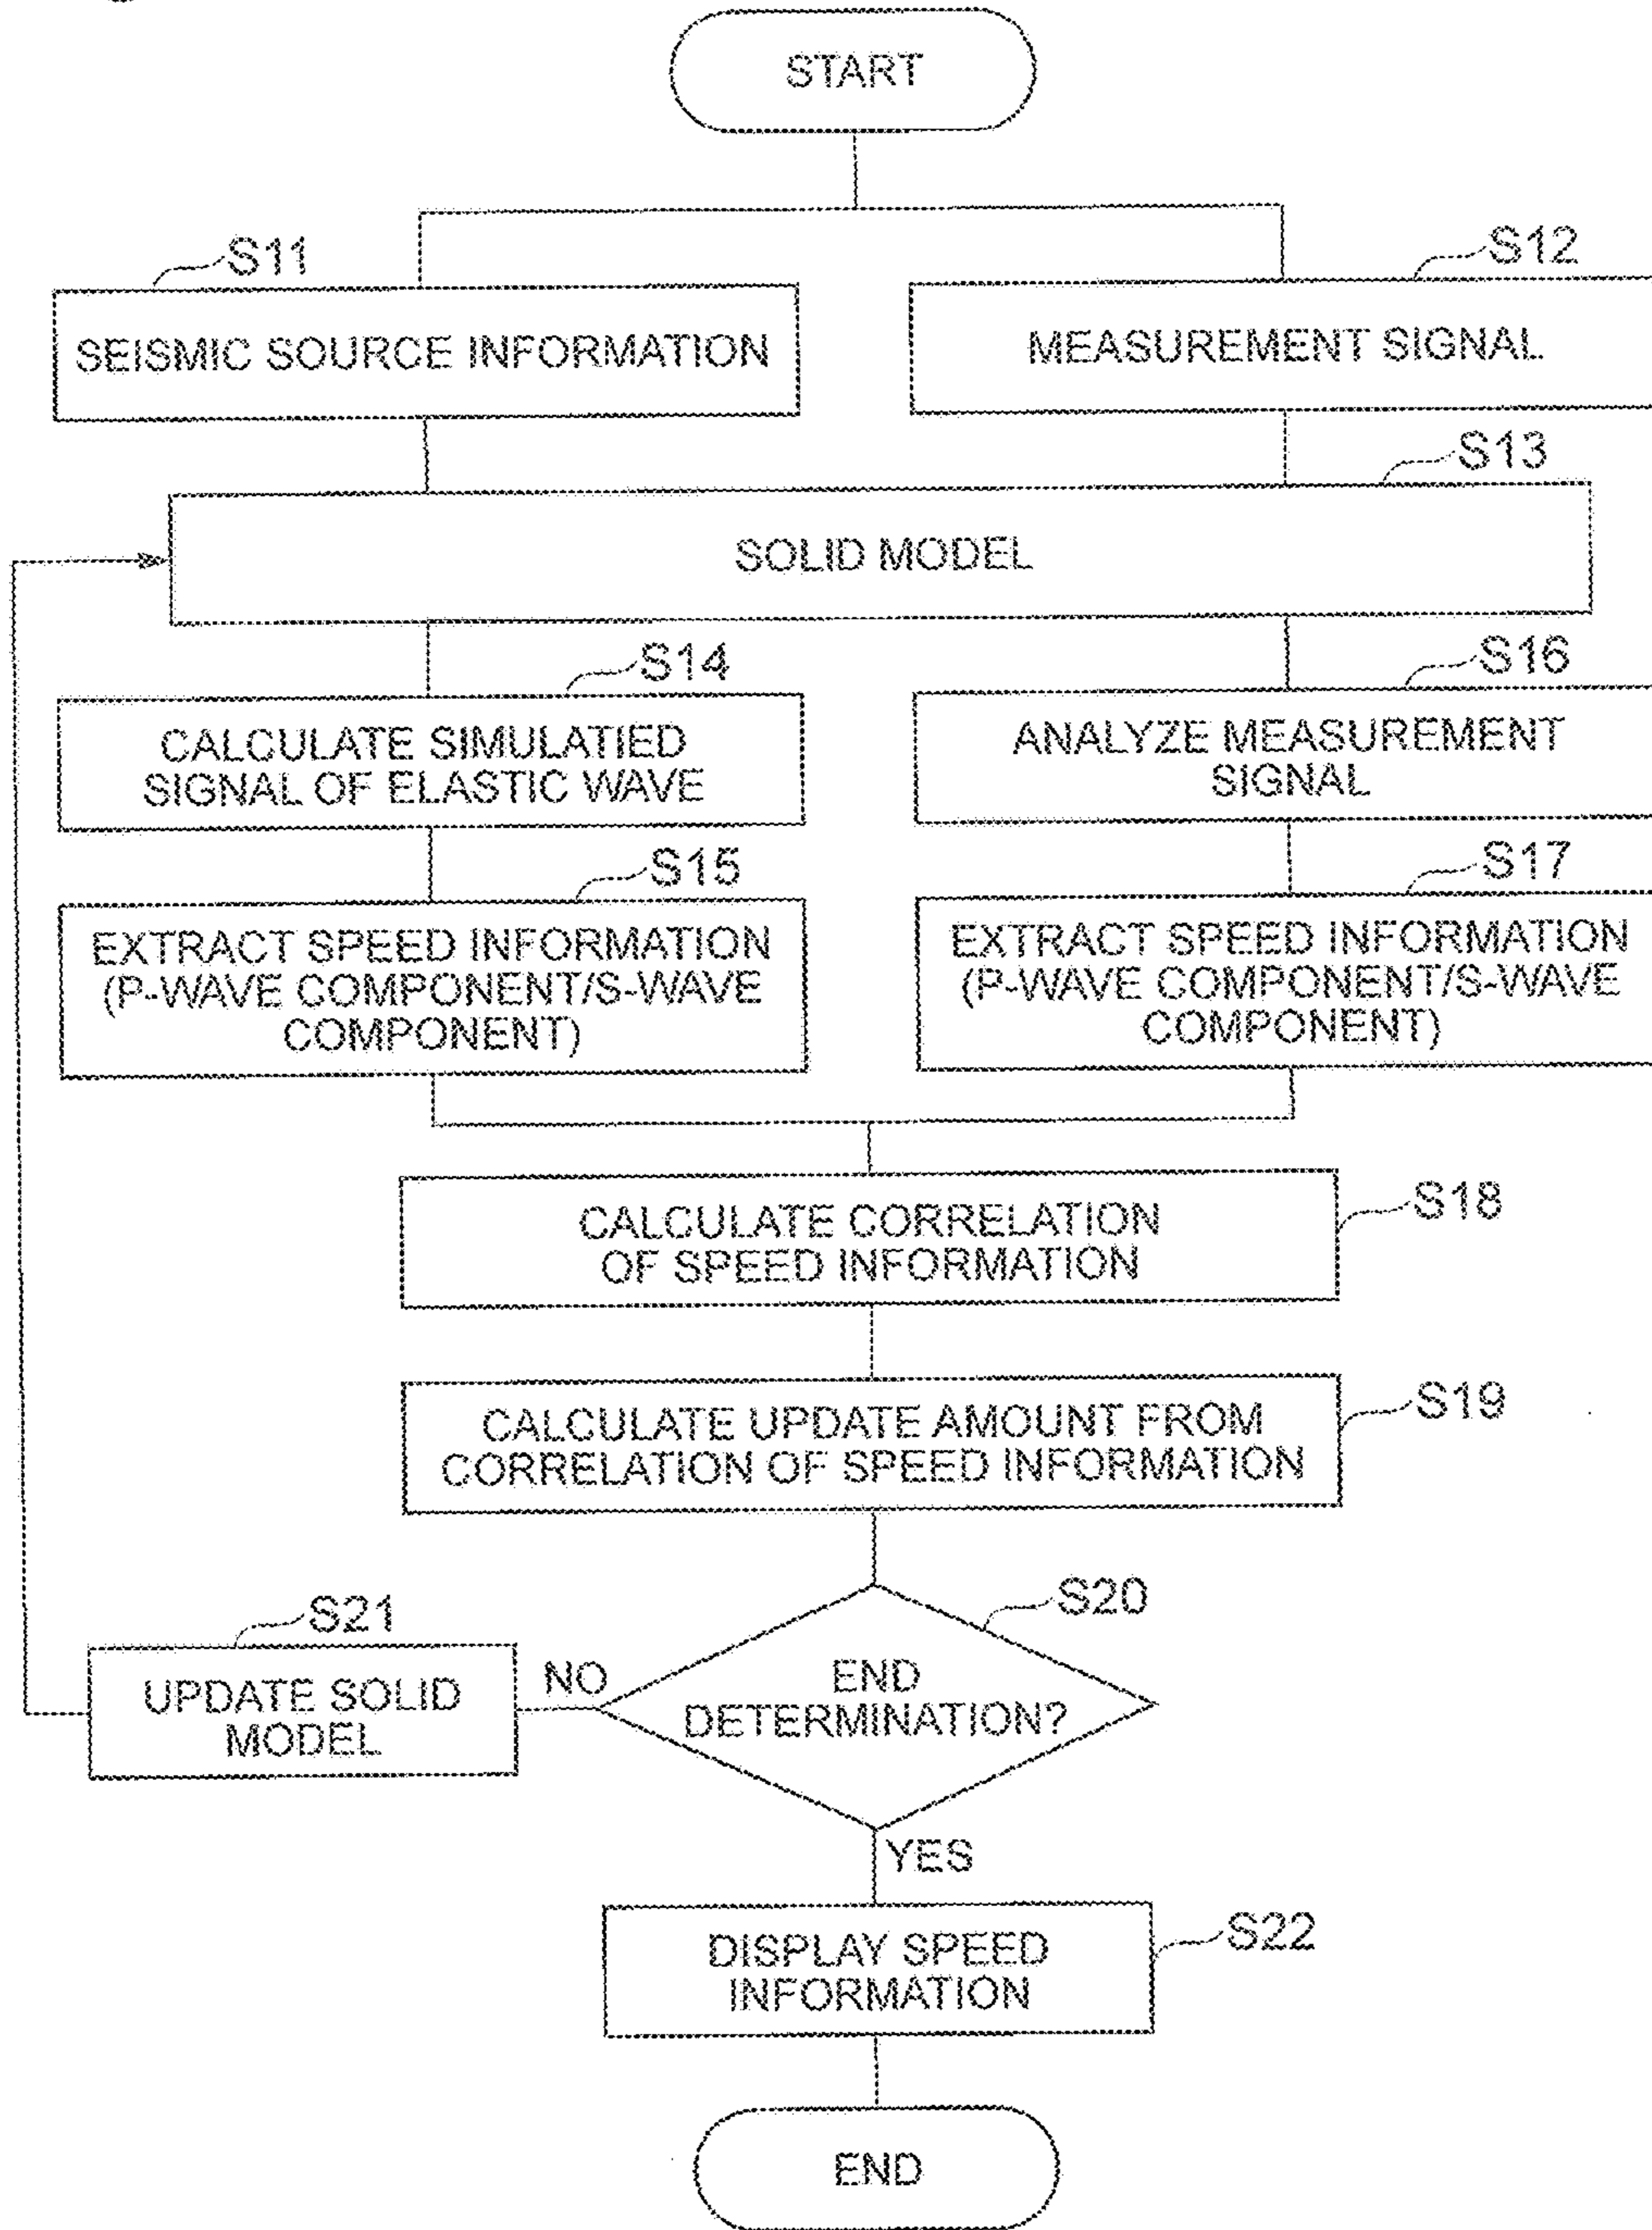 START
S11
S12
SEISMIC SOURCE INFORMATION
MEASUREMENT SIGNAL
S13
SOLID MODEL
S14
S16
CALCULATE SIMULATIED
SIGNAL OF ELASTIC WAVE
ANALYZE MEASUREMENT
SIGNAL
S15
S17
EXTRACT SPEED INFORMATION
(P-WAVE COMPONENT/S-WAVE
COMPONENT)
EXTRACT SPEED INFORMATION
(P-WAVE COMPONENT/S-WAVE
COMPONENT)
S18
CALCULATE CORRELATION
OF SPEED INFORMATION
S19
CALCULATE UPDATE AMOUNT FROM
CORRELATION OF SPEED INFORMATION
S20
END
DETERMINATION?
NO
S21
UPDATE SOLID
MODEL
YES
S22
DISPLAY SPEED
INFORMATION
END